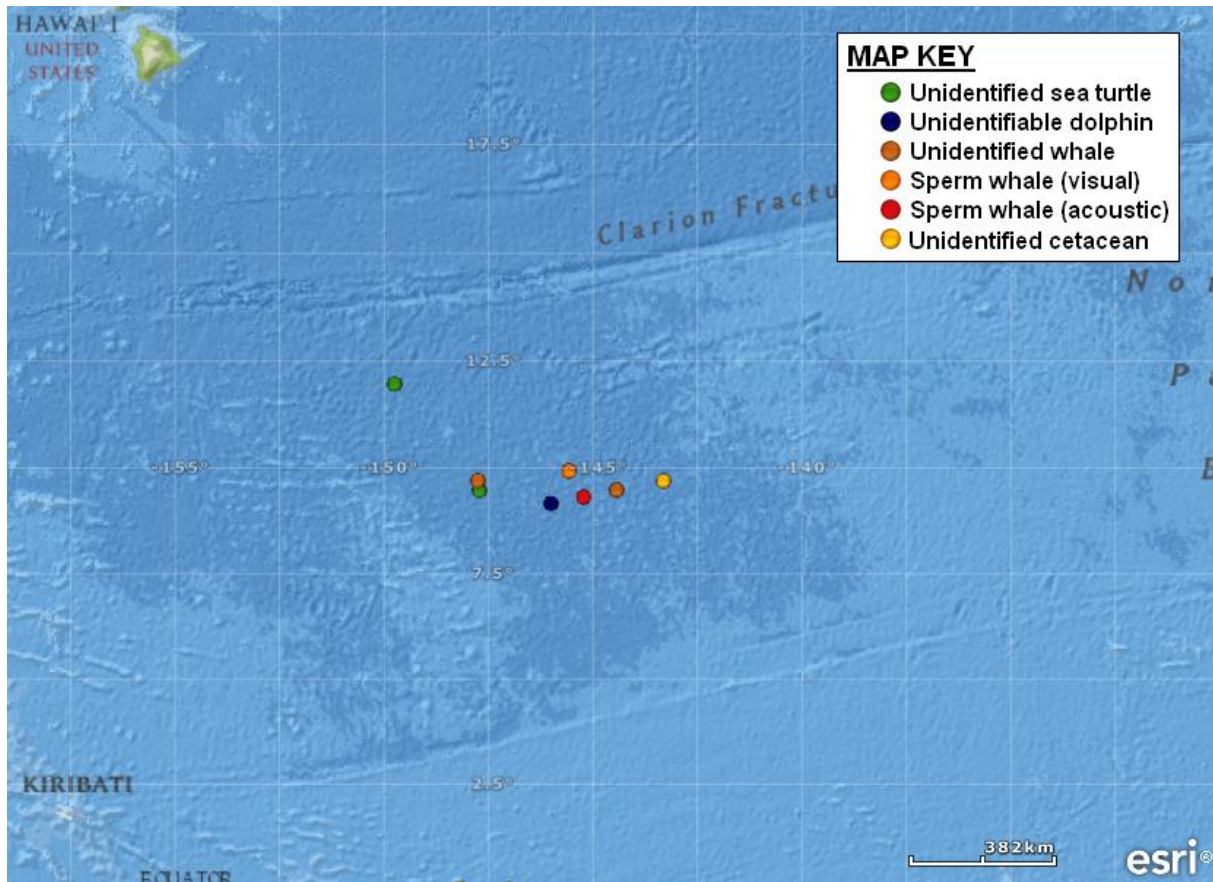 HAWAI'I
UNITED
STATES
MAP KEY
Unidentified sea turtle
Unidentifiable dolphin
Unidentified whale
Sperm whale (visual)
Sperm whale (acoustic)
Unidentified cetacean
17.5°
Clarion Fractu
N o r
12.5°
P a
-155°
-150°
-145°
-140°
E
7.5°
2.5°
KIRIBATI
382km
esri®
EQUATOR